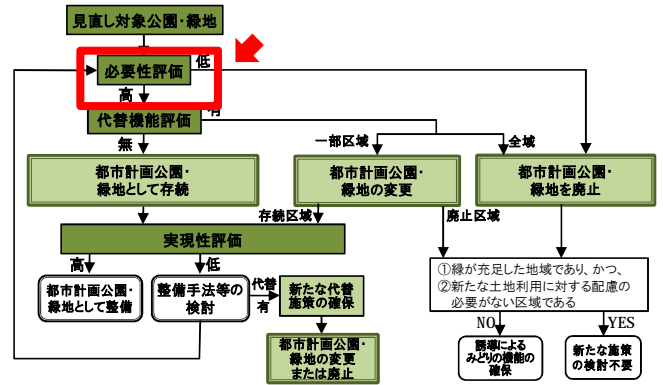 見直し対象公園・緑地
必要性評価
低
高
有
代替機能評価
無
一部区域
全域
都市計画公園・
緑地として存続
都市計画公園・
緑地の変更
都市計画公園・
緑地を廃止
存続区域
廃止区域
実現性評価
高
低
都市計画公園・
緑地として整備
整備手法等の
検討
代替
有
新たな代替
施策の確保
①緑が充足した地域であり、かつ、
②新たな土地利用に対する配慮の
必要がない区域である
NO
YES
都市計画公園・
緑地の変更
または廃止
誘導による
みどりの機能の
確保
新たな施策
の検討不要